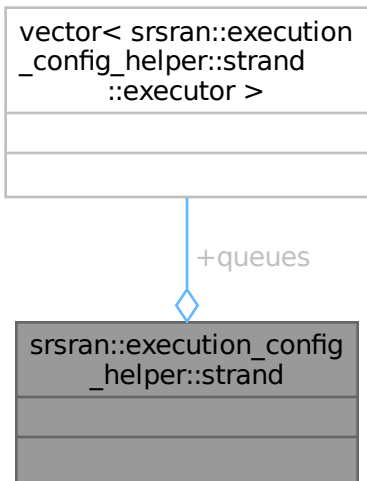 vector< srsran::execution
_config_helper::strand
::executor >
+queues
srsran::execution_config
_helper::strand